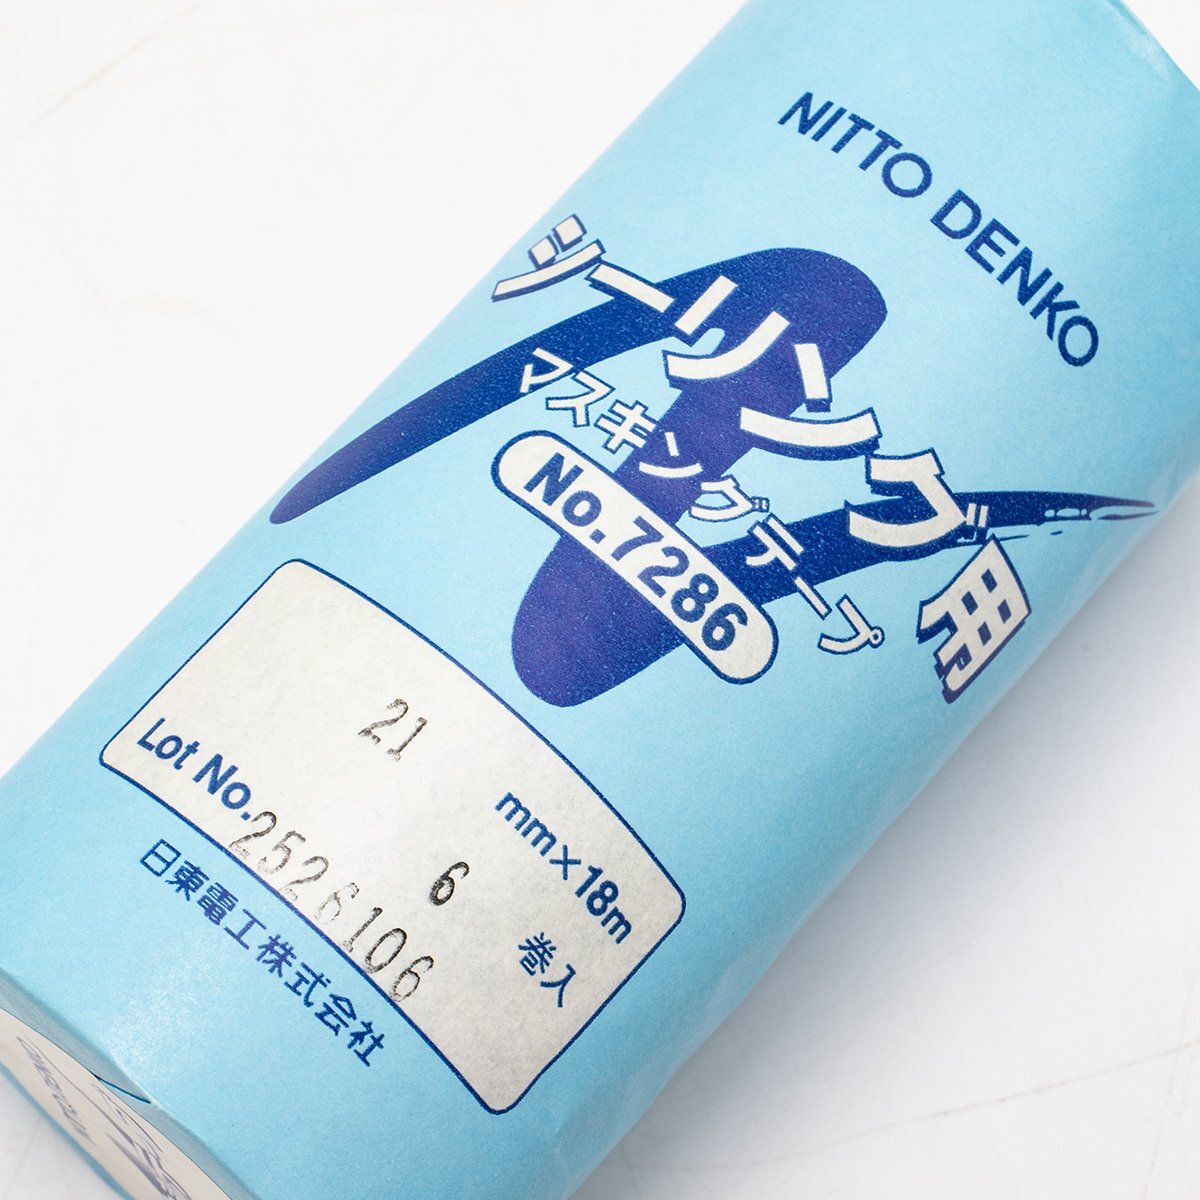 NITTO DENKO
シーリング用
マスキングテープ
No.7286
21 mm×18m
6 巻入
Lot No.2526106
日東電工株式会社